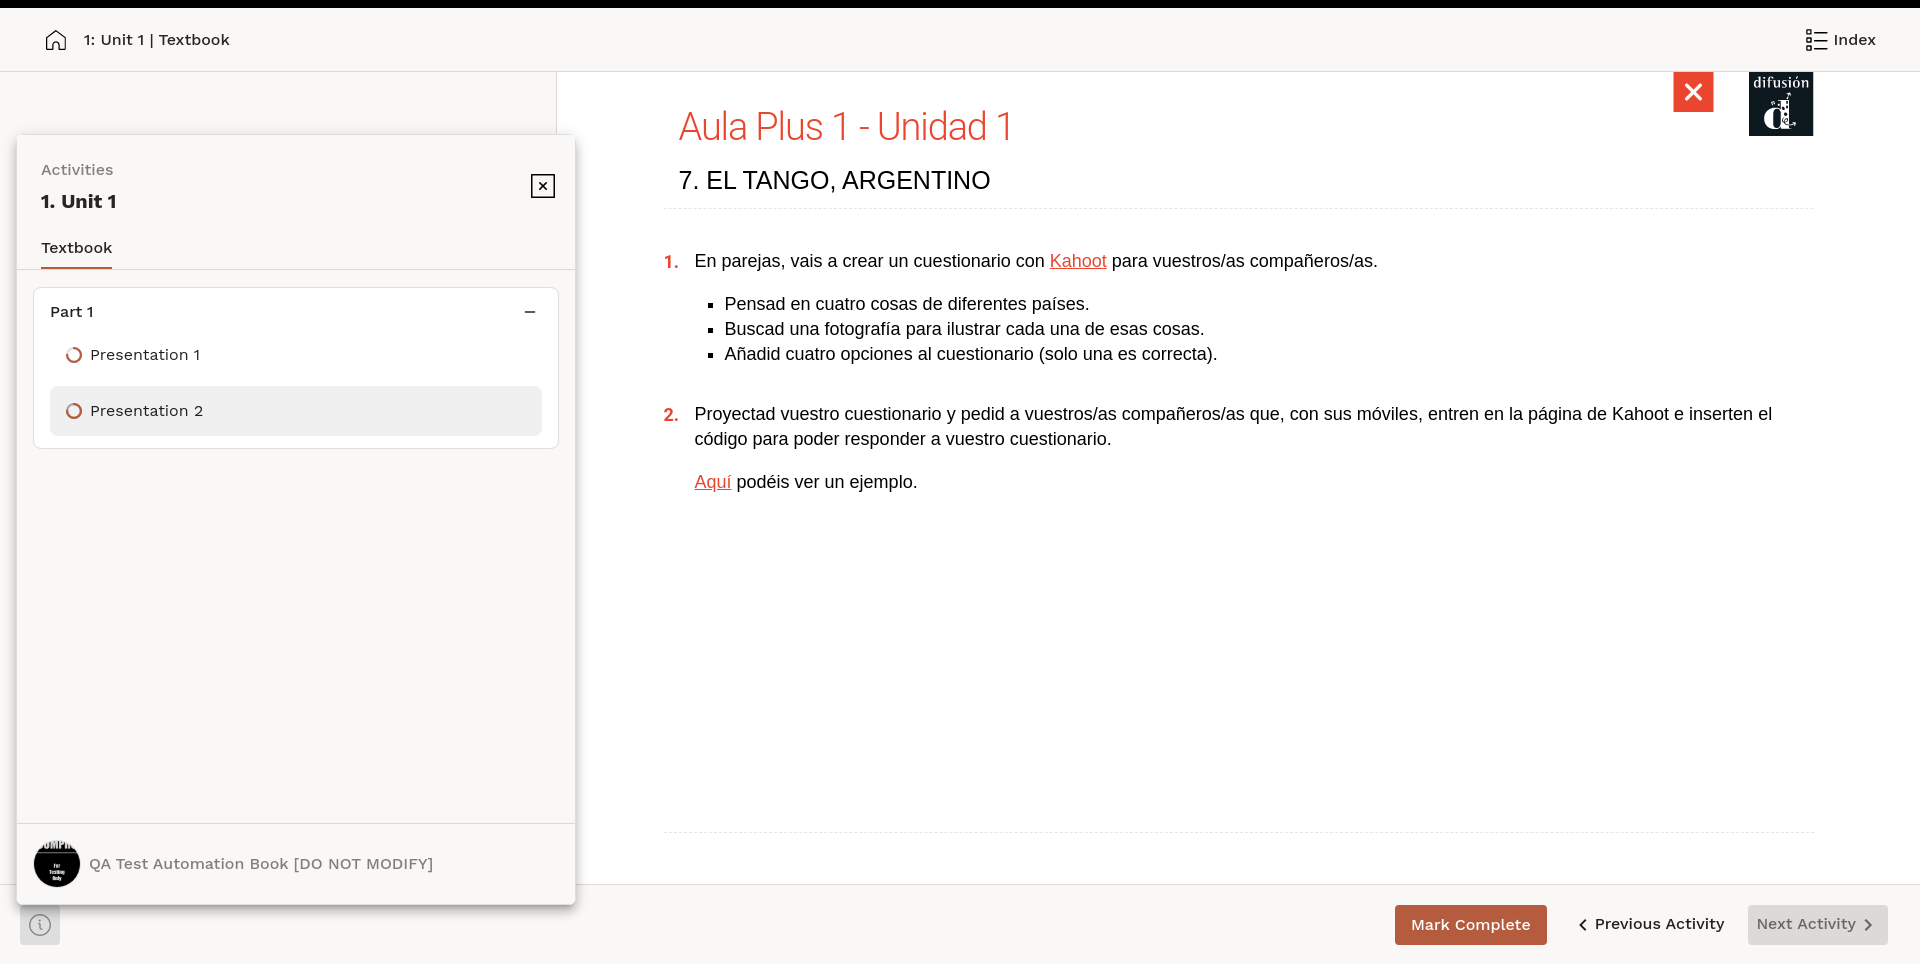 1: Unit 1 | Textbook
Index
Activities
1. Unit 1
Textbook
Part 1
Presentation 1
Presentation 2
QA Test Automation Book [DO NOT MODIFY]
difusión
d
Aula Plus 1 - Unidad 1
7. EL TANGO, ARGENTINO
1. En parejas, vais a crear un cuestionario con Kahoot para vuestros/as compañeros/as.
Pensad en cuatro cosas de diferentes países.
Buscad una fotografía para ilustrar cada una de esas cosas.
Añadid cuatro opciones al cuestionario (solo una es correcta).
2. Proyectad vuestro cuestionario y pedid a vuestros/as compañeros/as que, con sus móviles, entren en la página de Kahoot e inserten el
código para poder responder a vuestro cuestionario.
Aquí podéis ver un ejemplo.
Mark Complete
Previous Activity
Next Activity
For
Testing
Only